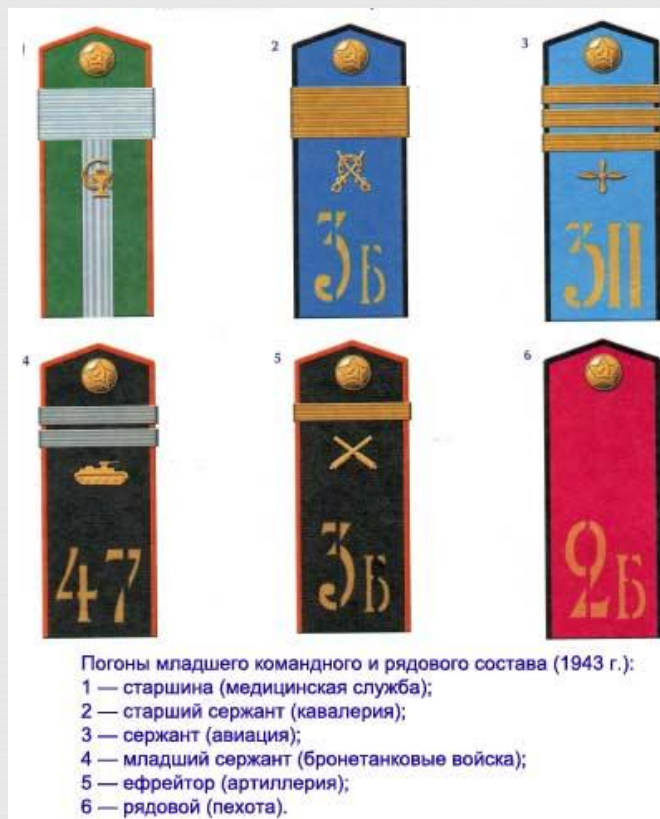 2
3
3Б
3П
4
5
6
47
3Б
2Б
Погоны младшего командного и рядового состава (1943 г.):
1 — старшина (медицинская служба);
2 — старший сержант (кавалерия);
3 — сержант (авиация);
4 — младший сержант (бронетанковые войска);
5 — ефрейтор (артиллерия);
6 — рядовой (пехота).